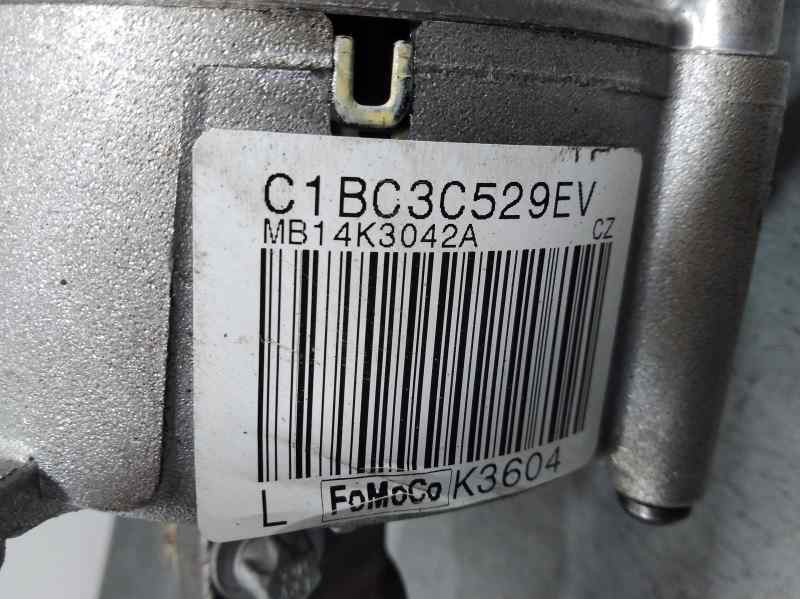 C1BC3C529EV
MB14K3042A CZ
L FoMoCo K3604